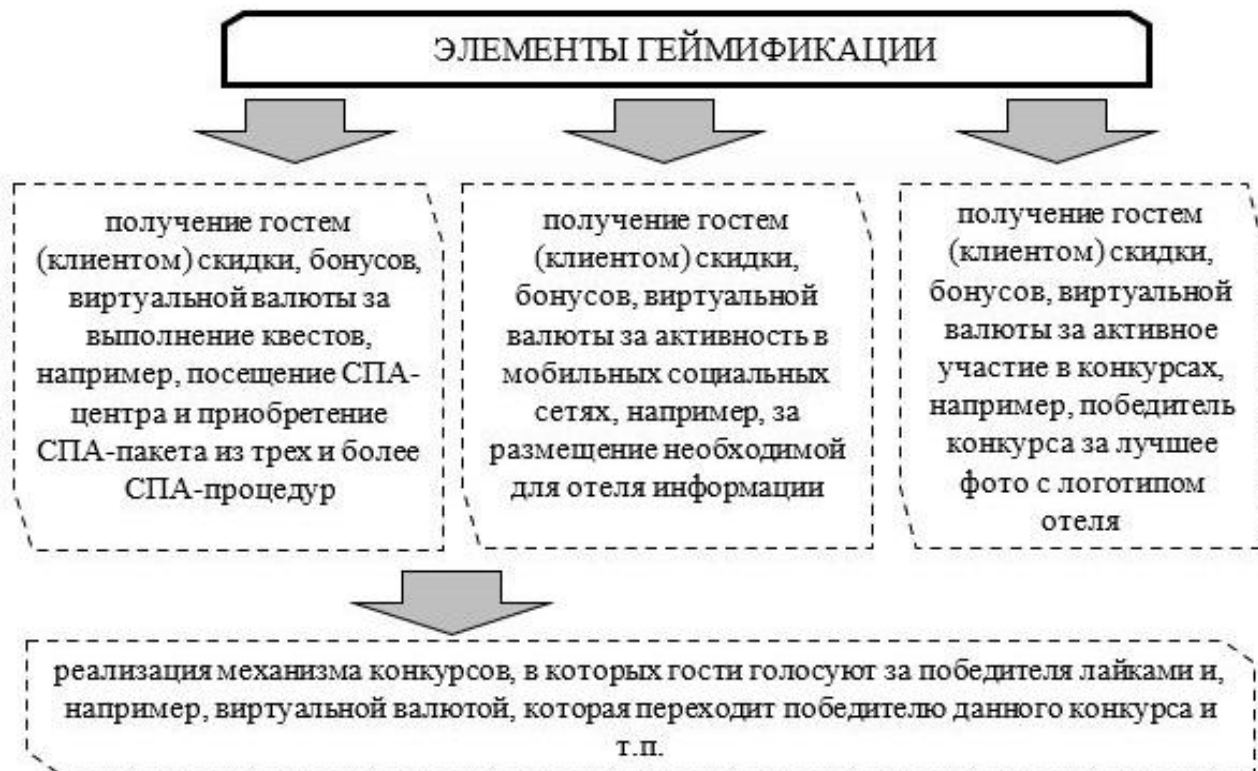 ЭЛЕМЕНТЫ ГЕЙМИФИКАЦИИ
получение гостем
(клиентом) скидки, бонусов,
виртуальной валюты за
выполнение квестов,
например, посещение СПА-
центра и приобретение
СПА-пакета из трех и более
СПА-процедур
получение гостем
(клиентом) скидки,
бонусов, виртуальной
валюты за активность в
мобильных социальных
сетях, например, за
размещение необходимой
для отеля информации
получение гостем
(клиентом) скидки,
бонусов, виртуальной
валюты за активное
участие в конкурсах,
например, победитель
конкурса за лучшее
фото с логотипом
отеля
реализация механизма конкурсов, в которых гости голосуют за победителя лайками и,
например, виртуальной валютой, которая переходит победителю данного конкурса и
т.п.